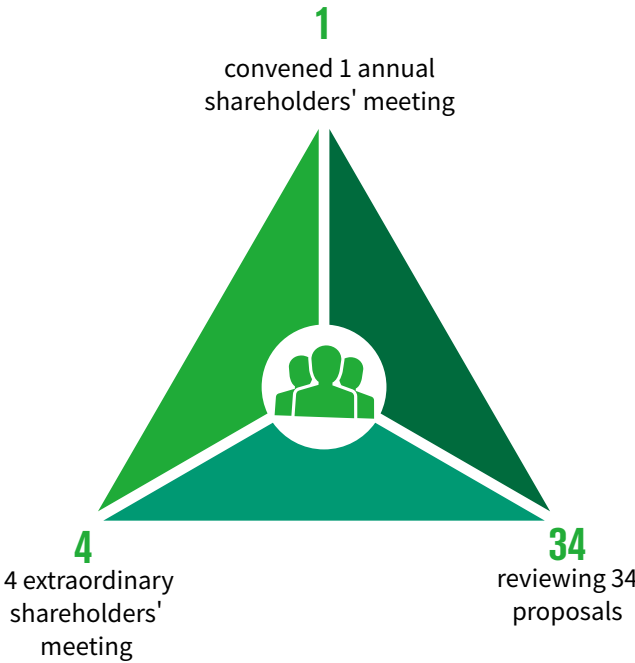 1
convened 1 annual
shareholders' meeting
4
4 extraordinary
shareholders'
meeting
34
reviewing 34
proposals